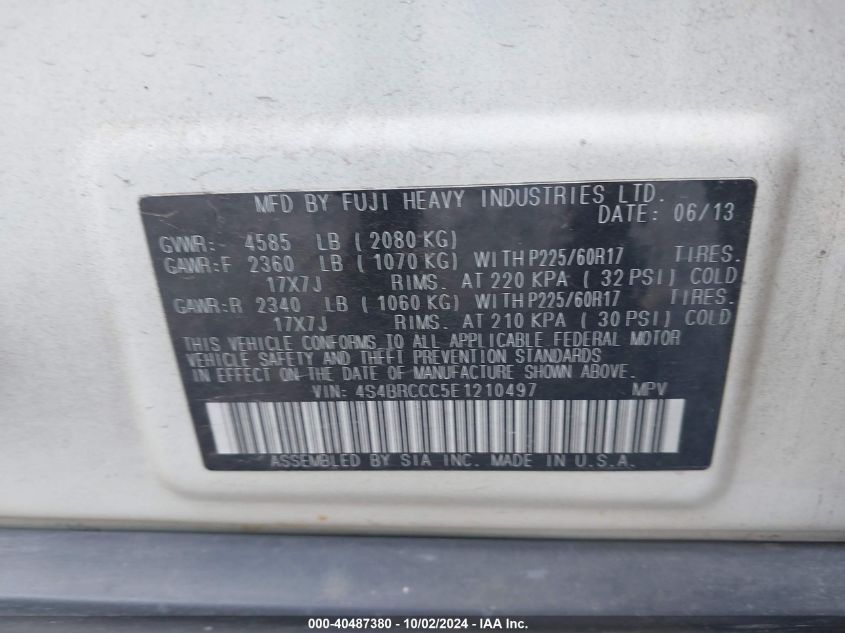 MFD BY FUJI HEAVY INDUSTRIES LTD.
DATE: 06/13
GVWR:- 4585 LB ( 2080 KG)
GAWR:F 2360 LB ( 1070 KG) WITH P225/60R17 TIRES.
17X7J RIMS. AT 220 KPA ( 32 PSI) COLD
GAWR:R 2340 LB ( 1060 KG) WITH P225/60R17 TIRES.
17X7J RIMS. AT 210 KPA ( 30 PSI) COLD
THIS VEHICLE CONFORMS TO ALL APPLICABLE FEDERAL MOTOR
VEHICLE SAFETY AND THEFT PREVENTION STANDARDS
IN EFFECT ON THE DATE OF MANUFACTURE SHOWN ABOVE.
VIN: 4S4BRCCC5E1210497 MPV
ASSEMBLED BY SIA INC. MADE IN U.S.A.
000-40487380 - 10/02/2024 - © 2024, IAA